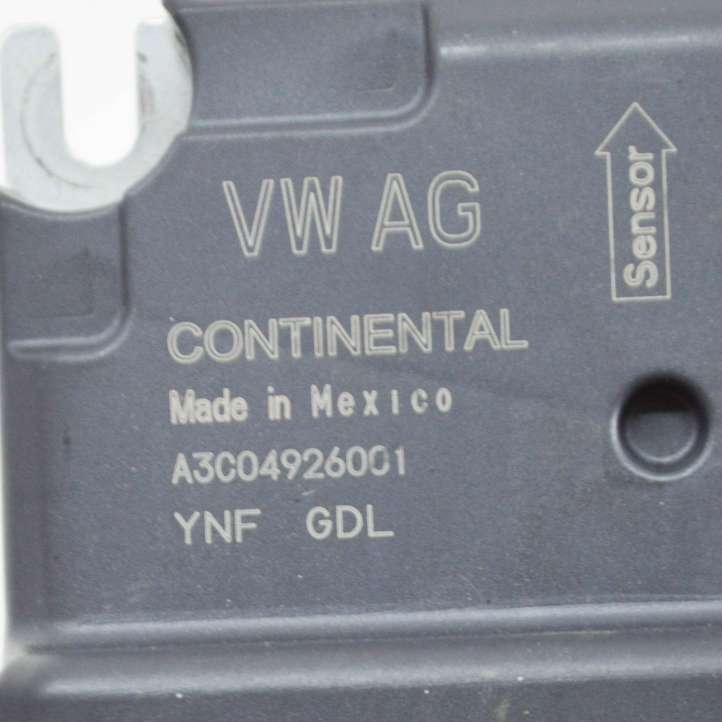 VW AG
Sensor
CONTINENTAL
Made in Mexico
A3C04926001
YNF GDL